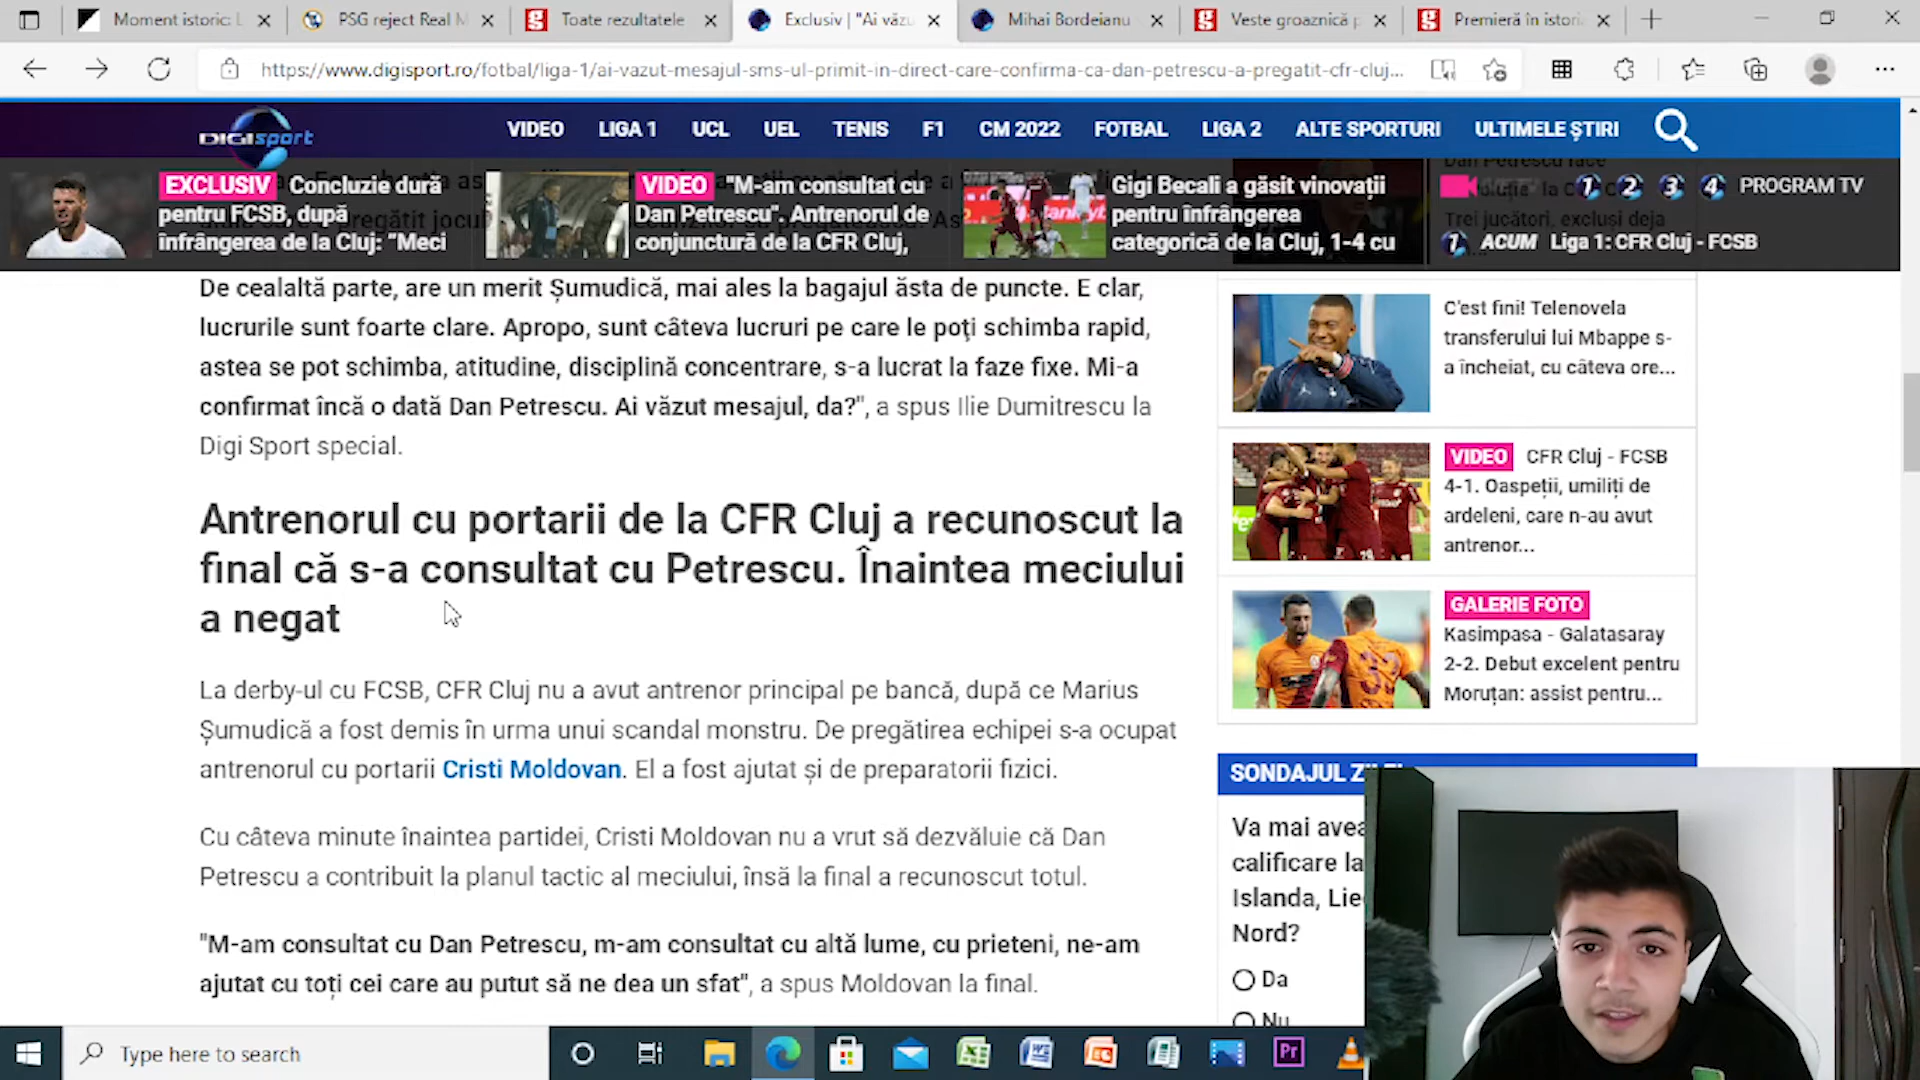 Moment istoric: L
PSG reject Real M
Toate rezultatele
Exclusiv | "Ai văzu
Mihai Bordeianu
Veste groaznică p
Premieră în istoria
https://www.digisport.ro/fotbal/liga-1/ai-vazut-mesajul-sms-ul-primit-in-direct-care-confirma-ca-dan-petrescu-a-pregatit-cfr-cluj...
DIGIsport
VIDEO LIGA 1 UCL UEL TENIS F1 CM 2022 FOTBAL LIGA 2 ALTE SPORTURI ULTIMELE ȘTIRI
EXCLUSIV Concluzie dură
pentru FCSB, după
înfrângerea de la Cluj: "Meci
VIDEO "M-am consultat cu
Dan Petrescu". Antrenorul de
conjunctură de la CFR Cluj,
Gigi Becali a găsit vinovații
pentru înfrângerea
categorică de la Cluj, 1-4 cu
Dan Petrescu face
Trei jucători, excluși deja
1 2 3 4 PROGRAM TV
1 ACUM Liga 1: CFR Cluj - FCSB
De cealaltă parte, are un merit Șumudică, mai ales la bagajul ăsta de puncte. E clar,
lucrurile sunt foarte clare. Apropo, sunt câteva lucruri pe care le poţi schimba rapid,
astea se pot schimba, atitudine, disciplină concentrare, s-a lucrat la faze fixe. Mi-a
confirmat încă o dată Dan Petrescu. Ai văzut mesajul, da?", a spus Ilie Dumitrescu la
Digi Sport special.
Antrenorul cu portarii de la CFR Cluj a recunoscut la
final că s-a consultat cu Petrescu. Înaintea meciului
a negat
La derby-ul cu FCSB, CFR Cluj nu a avut antrenor principal pe bancă, după ce Marius
Șumudică a fost demis în urma unui scandal monstru. De pregătirea echipei s-a ocupat
antrenorul cu portarii Cristi Moldovan. El a fost ajutat și de preparatorii fizici.
Cu câteva minute înaintea partidei, Cristi Moldovan nu a vrut să dezvăluie că Dan
Petrescu a contribuit la planul tactic al meciului, însă la final a recunoscut totul.
"M-am consultat cu Dan Petrescu, m-am consultat cu altă lume, cu prieteni, ne-am
ajutat cu toți cei care au putut să ne dea un sfat", a spus Moldovan la final.
C'est fini! Telenovela
transferului lui Mbappe s-
a încheiat, cu câteva ore...
VIDEO CFR Cluj - FCSB
4-1. Oaspeții, umiliți de
ardeleni, care n-au avut
antrenor...
GALERIE FOTO
Kasimpasa - Galatasaray
2-2. Debut excelent pentru
Moruțan: assist pentru...
SONDAJUL ZILEI
Va mai avea
calificare la
Islanda, Lie
Nord?
Da
Nu
Type here to search
Pr